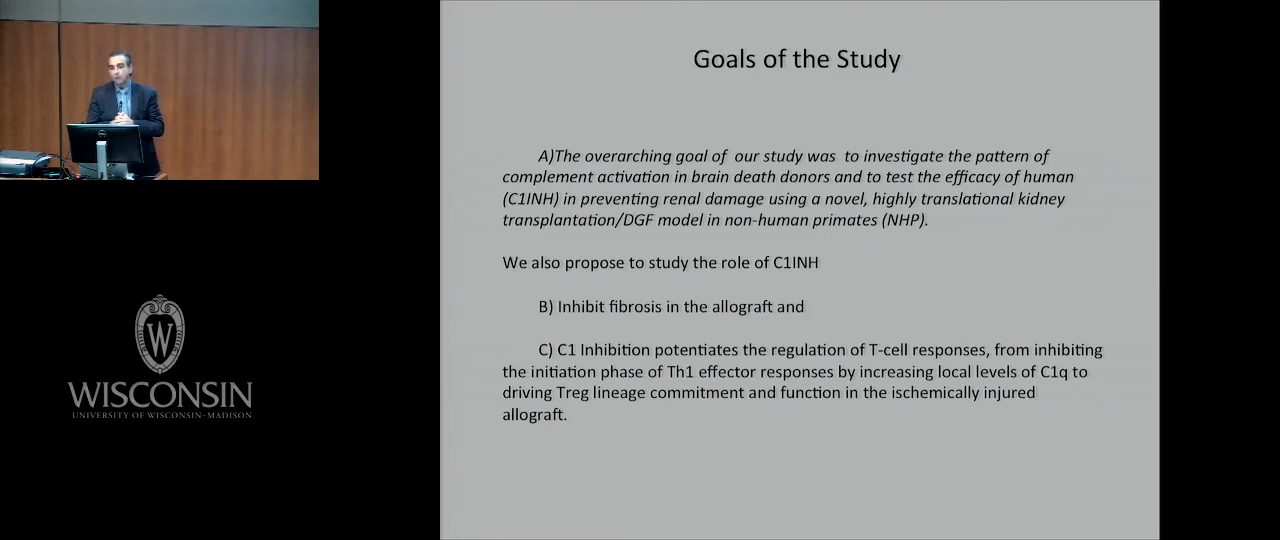 Goals of the Study
A)The overarching goal of our study was to investigate the pattern of
complement activation in brain death donors and to test the efficacy of human
(C1INH) in preventing renal damage using a novel, highly translational kidney
transplantation/DGF model in non-human primates (NHP).
We also propose to study the role of C1INH
B) Inhibit fibrosis in the allograft and
C) C1 Inhibition potentiates the regulation of T-cell responses, from inhibiting
the initiation phase of Th1 effector responses by increasing local levels of C1q to
driving Treg lineage commitment and function in the ischemically injured
allograft.
W
WISCONSIN
UNIVERSITY OF WISCONSIN–MADISON